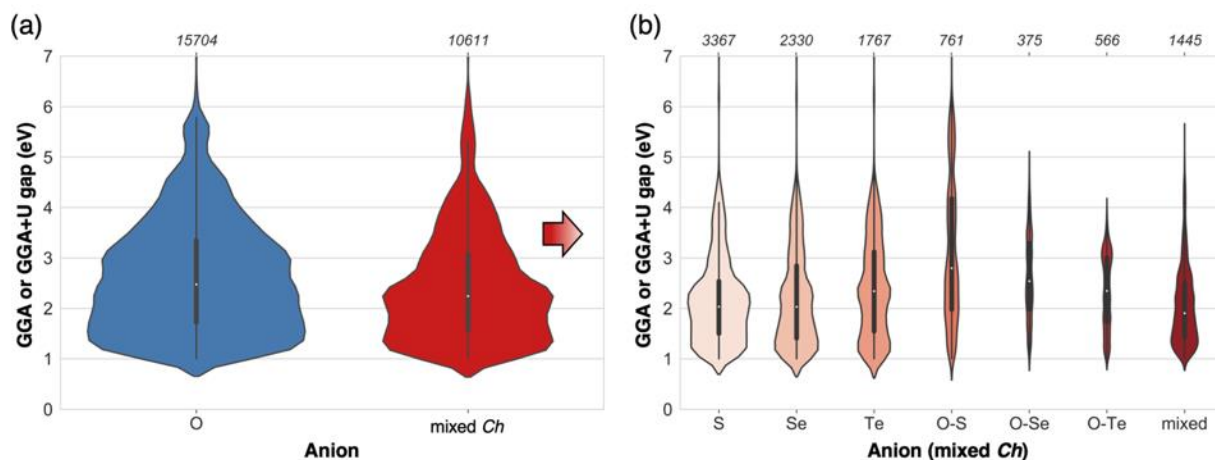 (a)
15704 10611
7
6
5
4
3
2
1
0
GGA or GGA+U gap (eV)
O mixed Ch
Anion
(b)
3367 2330 1767 761 375 566 1445
7
6
5
4
3
2
1
0
GGA or GGA+U gap (eV)
S Se Te O-S O-Se O-Te mixed
Anion (mixed Ch)